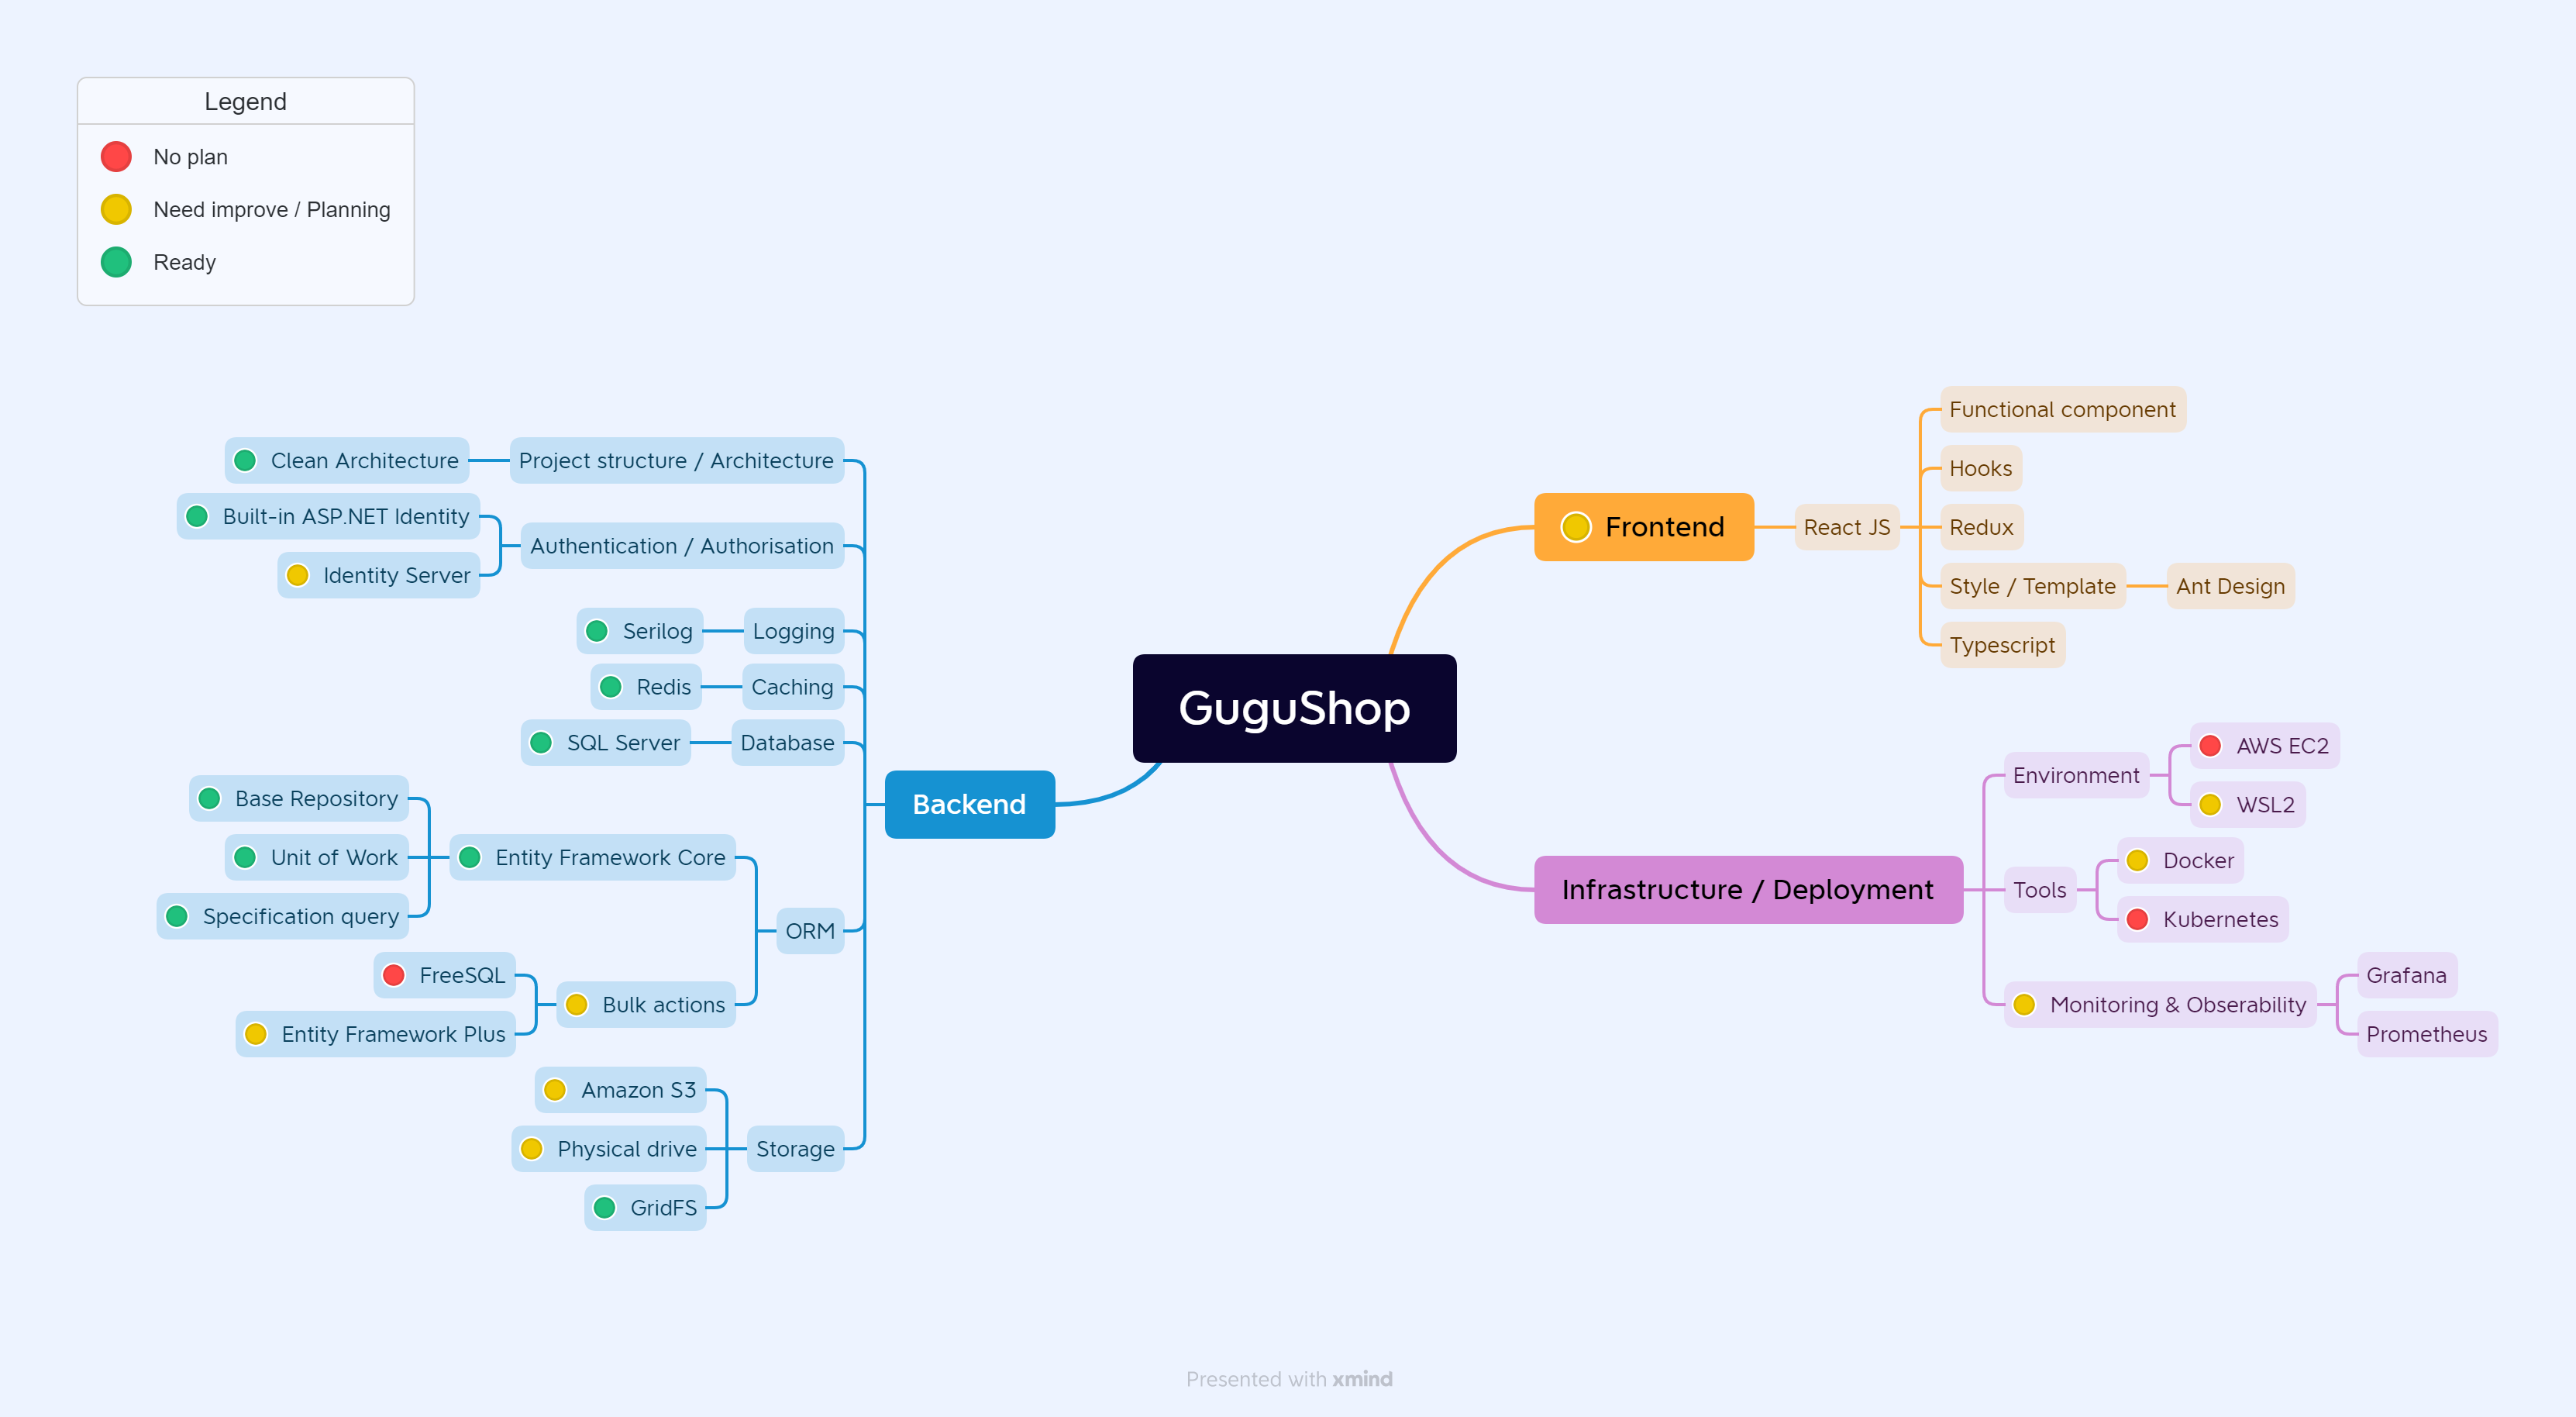 Legend
No plan
Need improve / Planning
Ready
GuguShop
Frontend
React JS
Functional component
Hooks
Redux
Style / Template
Ant Design
Typescript
Infrastructure / Deployment
Environment
AWS EC2
WSL2
Tools
Docker
Kubernetes
Monitoring & Obserability
Grafana
Prometheus
Backend
Project structure / Architecture
Clean Architecture
Authentication / Authorisation
Built-in ASP.NET Identity
Identity Server
Logging
Serilog
Caching
Redis
Database
SQL Server
ORM
Entity Framework Core
Base Repository
Unit of Work
Specification query
Bulk actions
FreeSQL
Entity Framework Plus
Storage
Amazon S3
Physical drive
GridFS
Presented with xmind